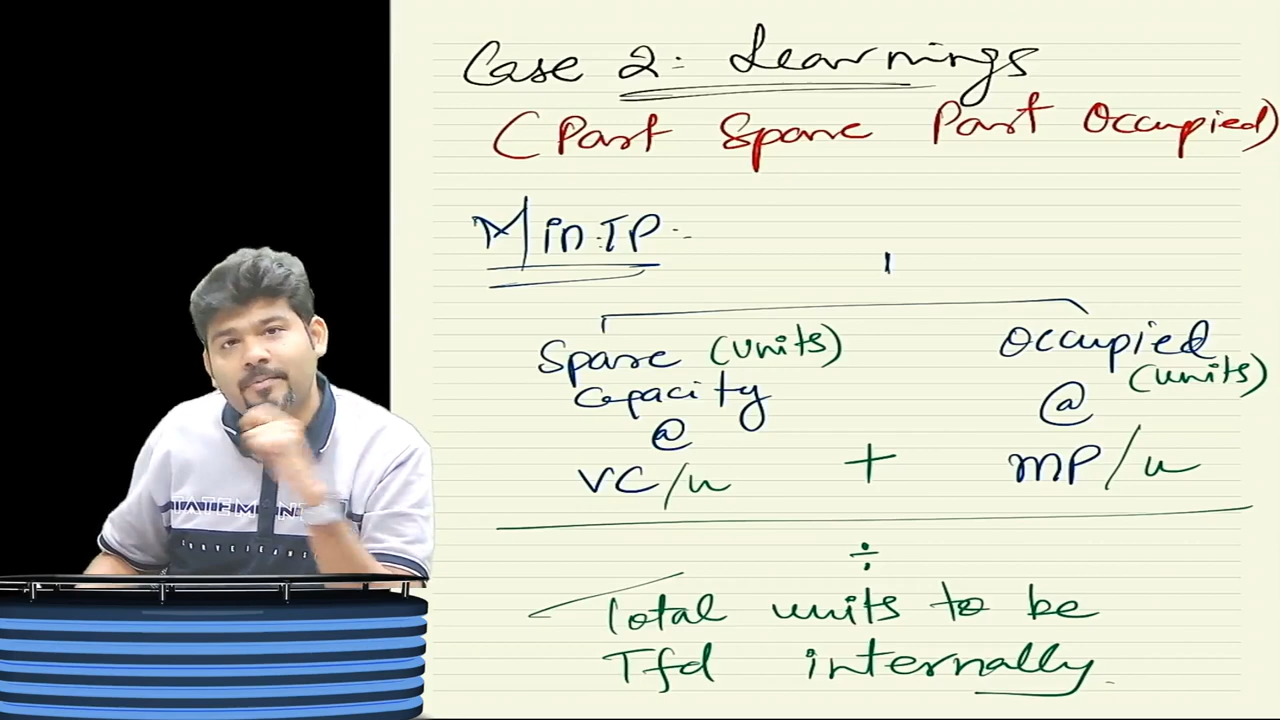 Case 2: Learnings
(Part Spare Part Occupied)
Min TP:
Spare (units)
Capacity
@
VC/u
+
Occupied
(units)
@
MP/u
÷
Total units to be
Tfd internally.